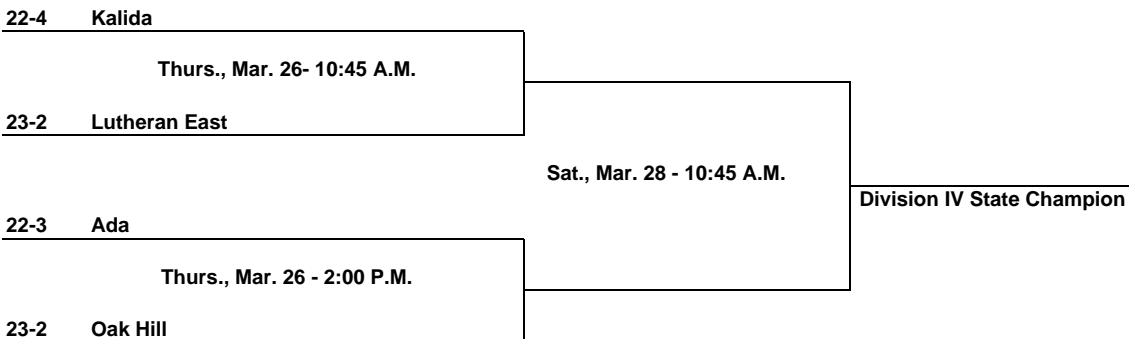 22-4 Kalida
Thurs., Mar. 26- 10:45 A.M.
23-2 Lutheran East
Sat., Mar. 28 - 10:45 A.M.
Division IV State Champion
22-3 Ada
Thurs., Mar. 26 - 2:00 P.M.
23-2 Oak Hill